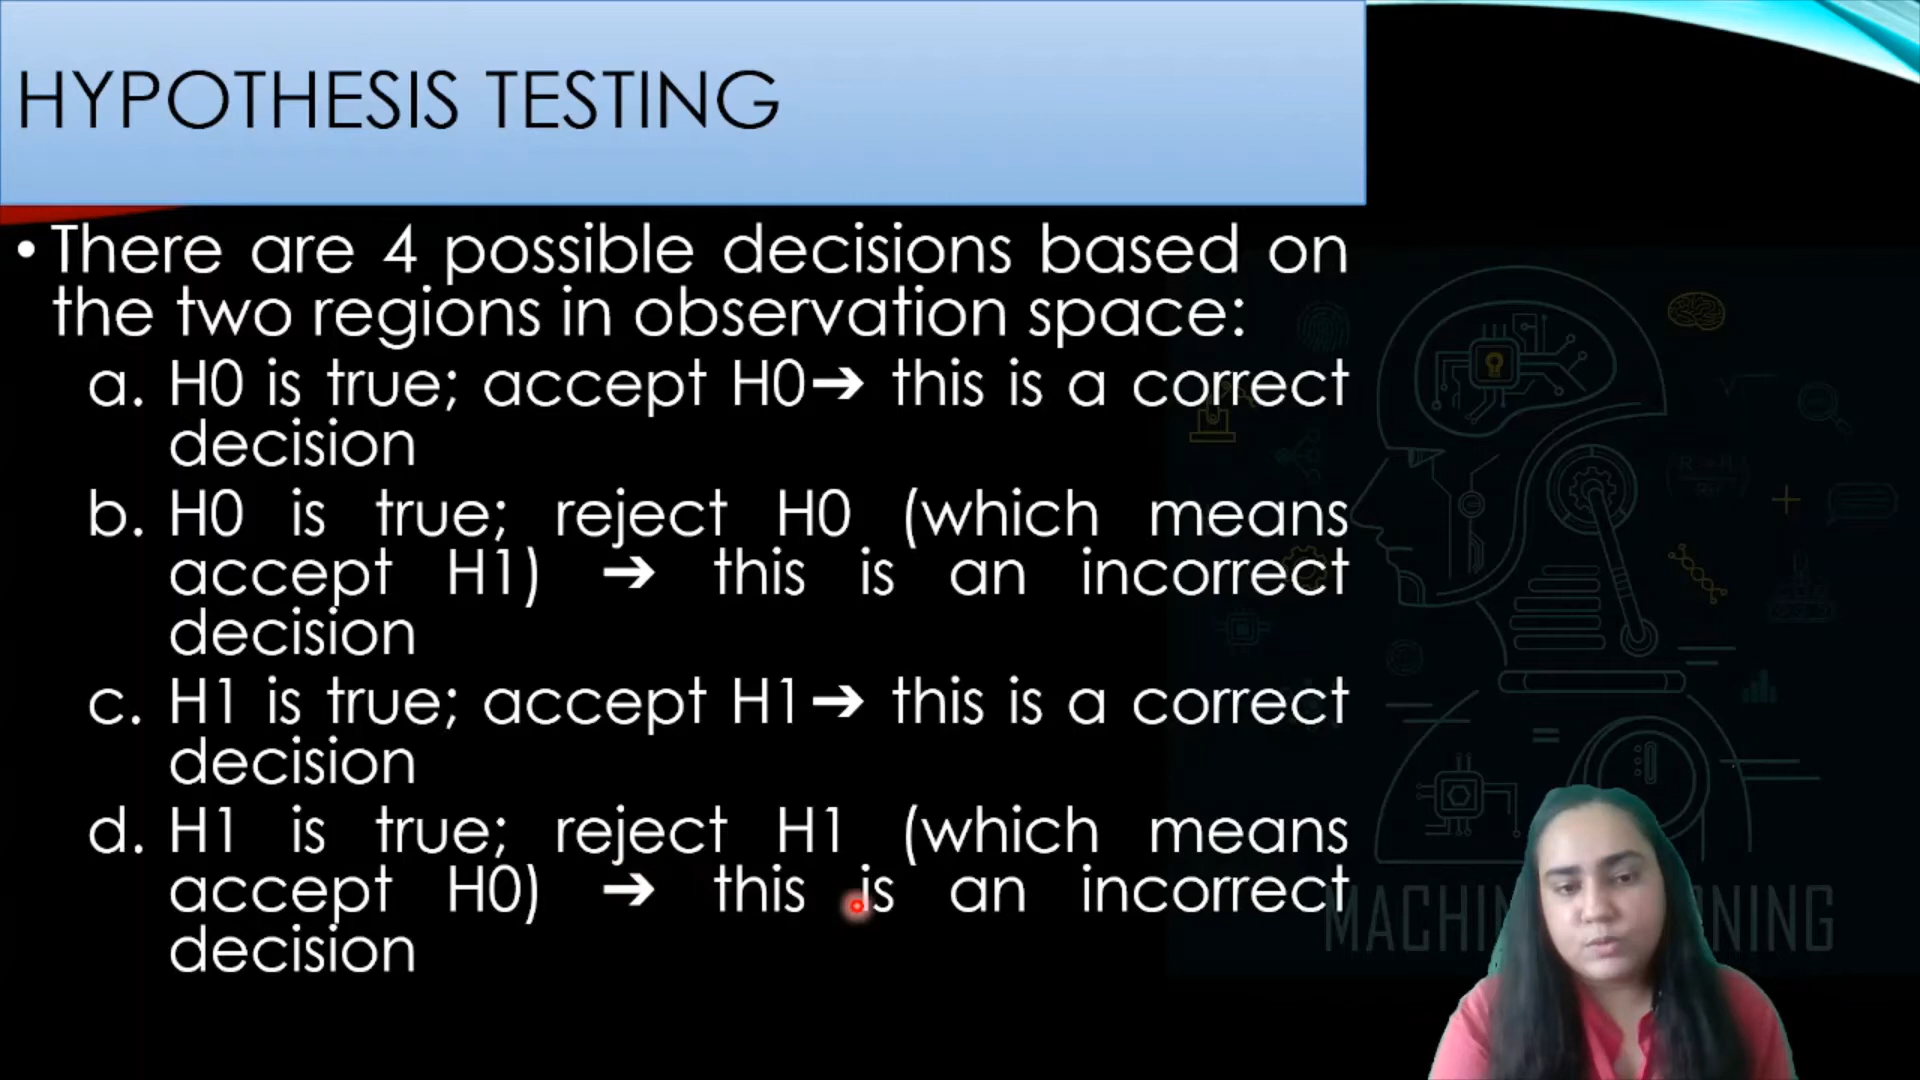 HYPOTHESIS TESTING
• There are 4 possible decisions based on
the two regions in observation space:
a. H0 is true; accept H0➔ this is a correct
decision
b. H0 is true; reject H0 (which means
accept H1) ➔ this is an incorrect
decision
c. H1 is true; accept H1➔ this is a correct
decision
d. H1 is true; reject H1 (which means
accept H0) ➔ this is an incorrect
decision